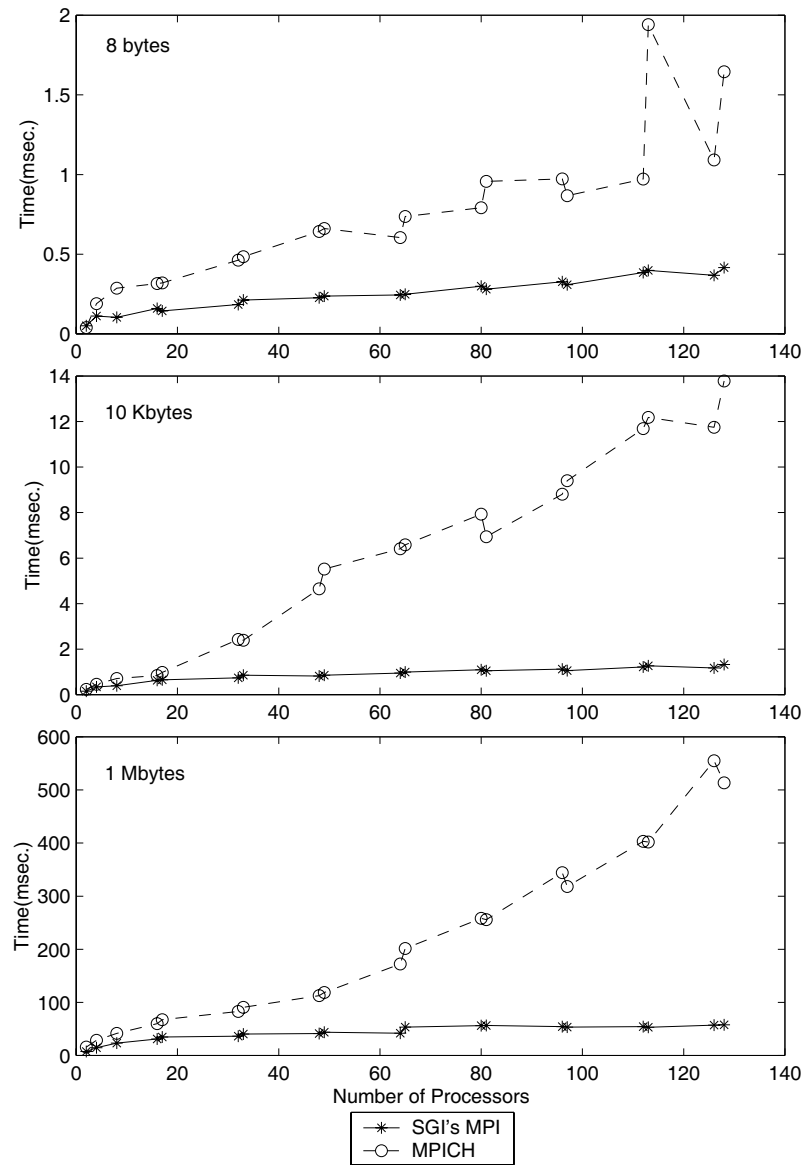 2
1.5
1
0.5
0
8 bytes
Time(msec.)
0 20 40 60 80 100 120 140
14
12
10
8
6
4
2
0
10 Kbytes
Time(msec.)
0 20 40 60 80 100 120 140
600
500
400
300
200
100
0
1 Mbytes
Time(msec.)
0 20 40 60 80 100 120 140
Number of Processors
SGI's MPI
MPICH